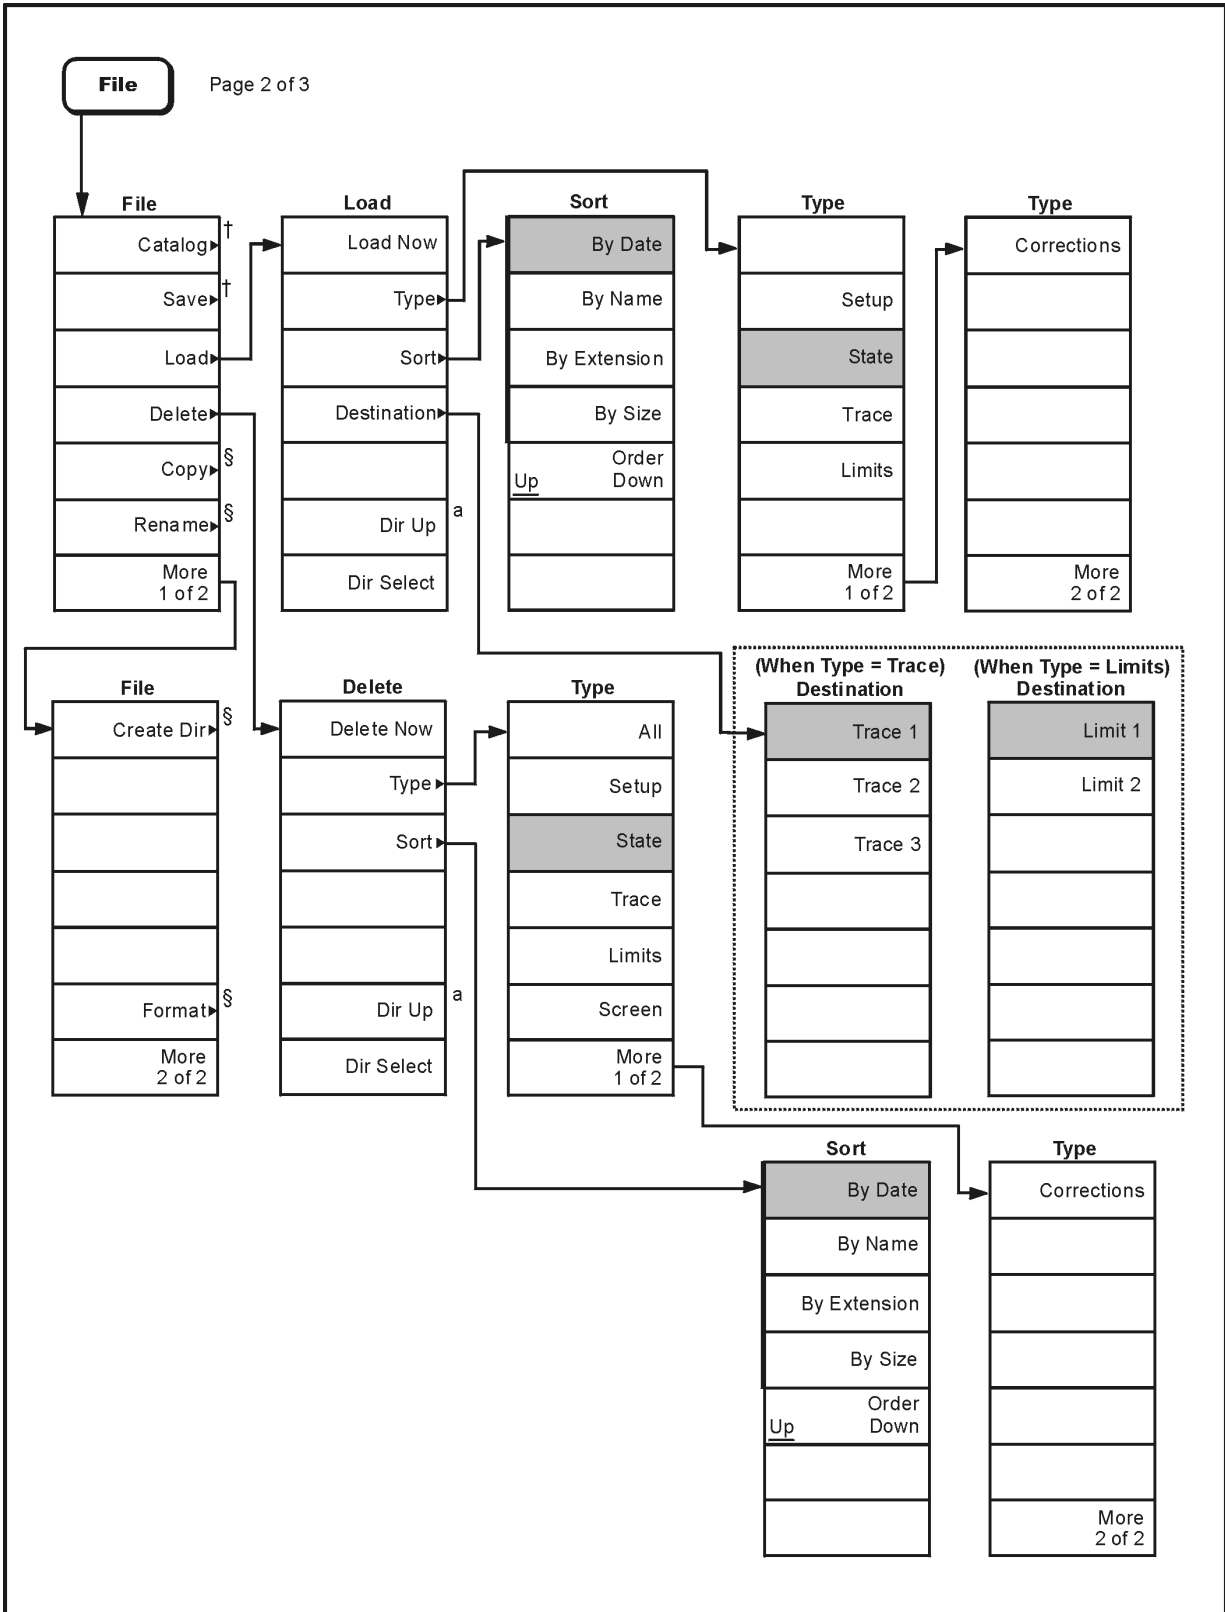 File
Page 2 of 3
File
Catalog
†
Save
†
Load
Delete
Copy
§
Rename
§
More
1 of 2
Load
Load Now
Type
Sort
Destination
Dir Up
a
Dir Select
Sort
By Date
By Name
By Extension
By Size
Order
Up Down
Type
Setup
State
Trace
Limits
More
1 of 2
Type
Corrections
More
2 of 2
File
Create Dir
§
Format
§
More
2 of 2
Delete
Delete Now
Type
Sort
Dir Up
a
Dir Select
Type
All
Setup
State
Trace
Limits
Screen
More
1 of 2
(When Type = Trace)
Destination
Trace 1
Trace 2
Trace 3
(When Type = Limits)
Destination
Limit 1
Limit 2
Sort
By Date
By Name
By Extension
By Size
Order
Up Down
Type
Corrections
More
2 of 2